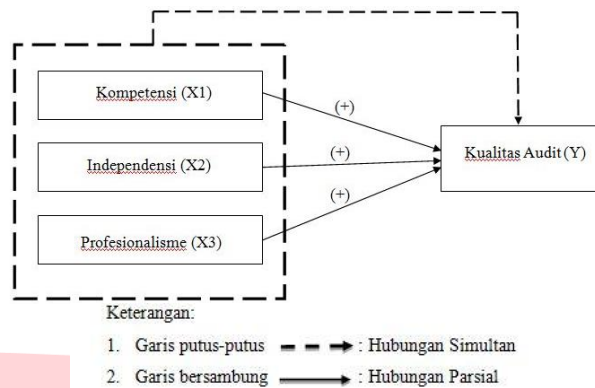 Kompetensi (X1)
(+)
Independensi (X2)
(+)
Kualitas Audit (Y)
(+)
Profesionalisme (X3)
Keterangan:
1. Garis putus-putus : Hubungan Simultan
2. Garis bersambung : Hubungan Parsial